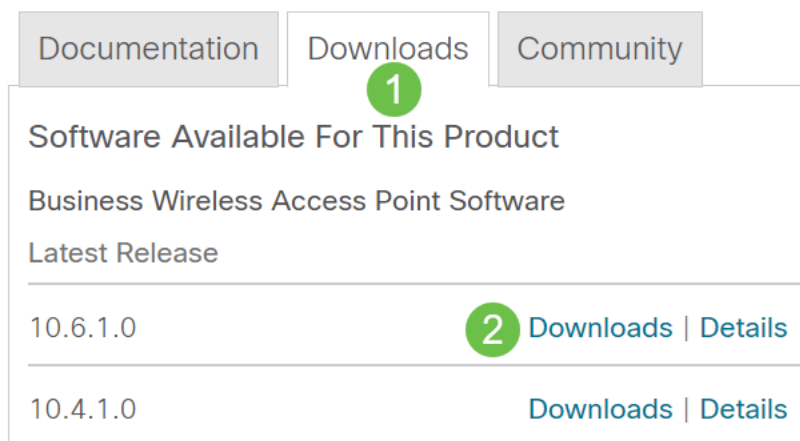 Documentation Downloads Community
1
Software Available For This Product
Business Wireless Access Point Software
Latest Release
10.6.1.0 2 Downloads | Details
10.4.1.0 Downloads | Details